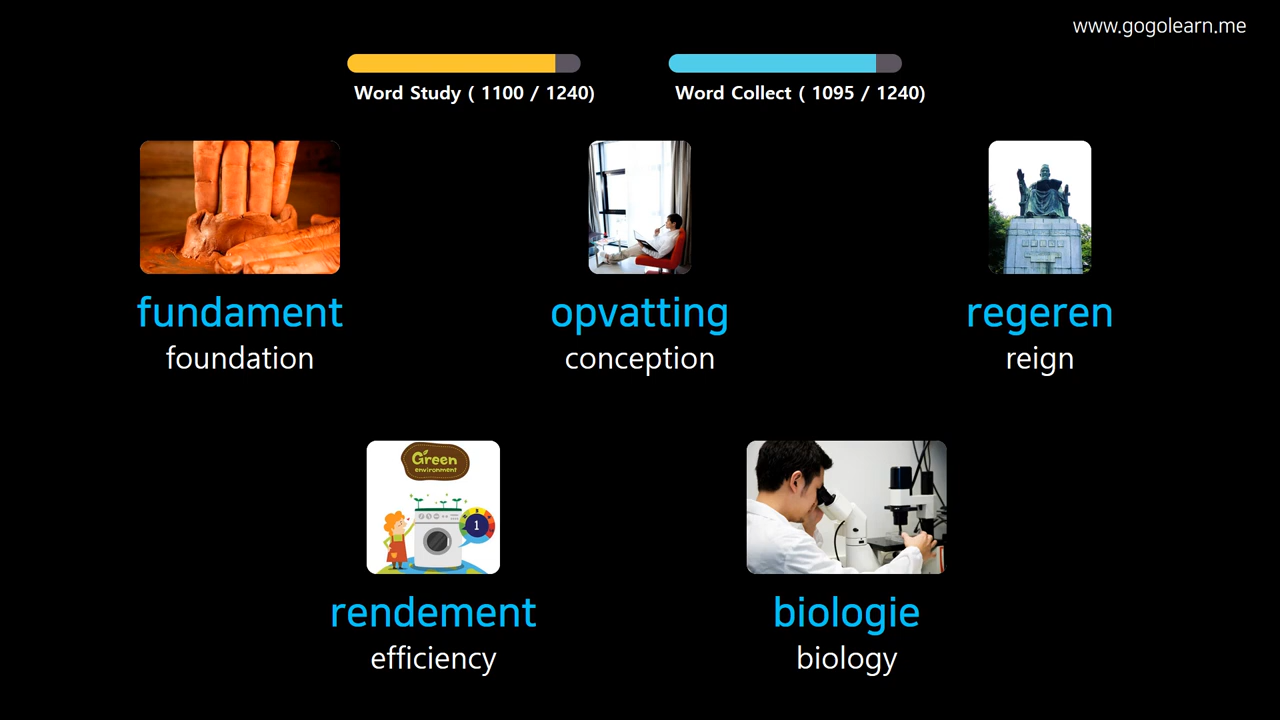 www.gogolearn.me
Word Study ( 1100 / 1240)
Word Collect ( 1095 / 1240)
fundament
foundation
opvatting
conception
regeren
reign
Green
environment
1
rendement
efficiency
biologie
biology